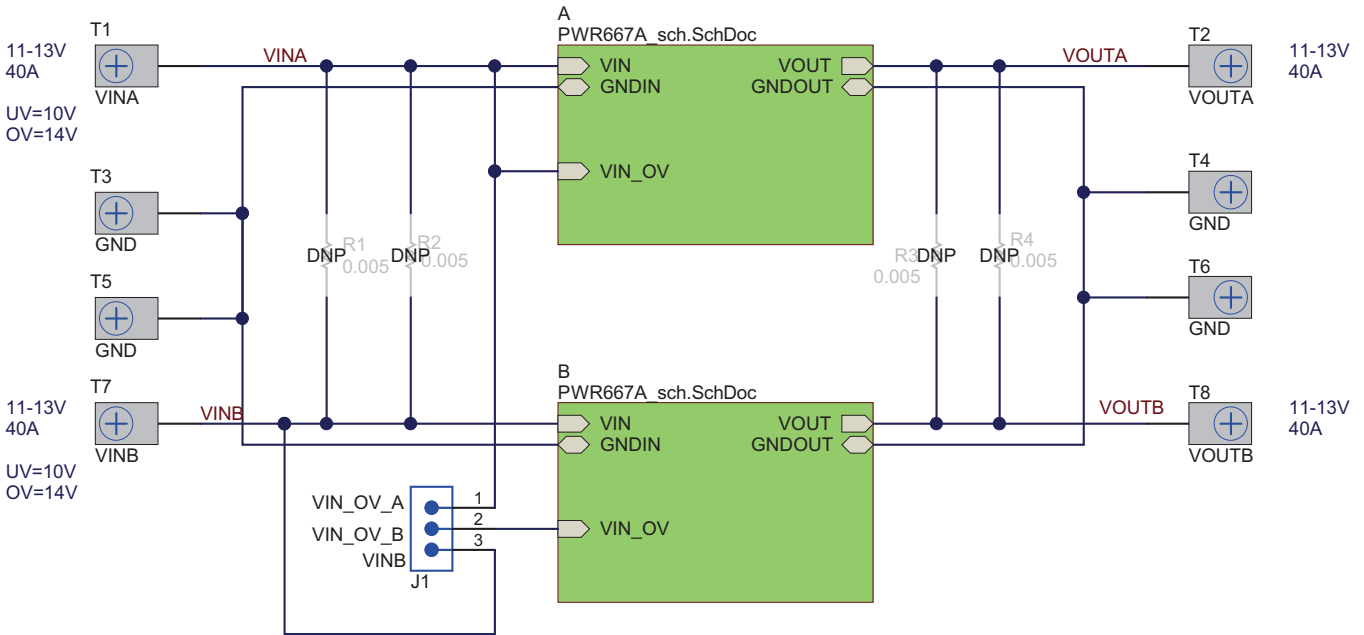 A
PWR667A_sch.SchDoc
T1
11-13V
40A
VINA
UV=10V
OV=14V
VINA
VIN
GNDIN
VIN_OV
VOUT
GNDOUT
VOUTA
T2
VOUTA
11-13V
40A
T3
GND
T4
GND
DNP
R1
0.005
DNP
R2
0.005
R3
DNP
0.005
DNP
R4
0.005
T5
GND
T6
GND
B
PWR667A_sch.SchDoc
T7
11-13V
40A
VINB
UV=10V
OV=14V
VINB
VIN
GNDIN
VIN_OV
VOUT
GNDOUT
VOUTB
T8
VOUTB
11-13V
40A
VIN_OV_A
1
VIN_OV_B
2
VINB
3
J1